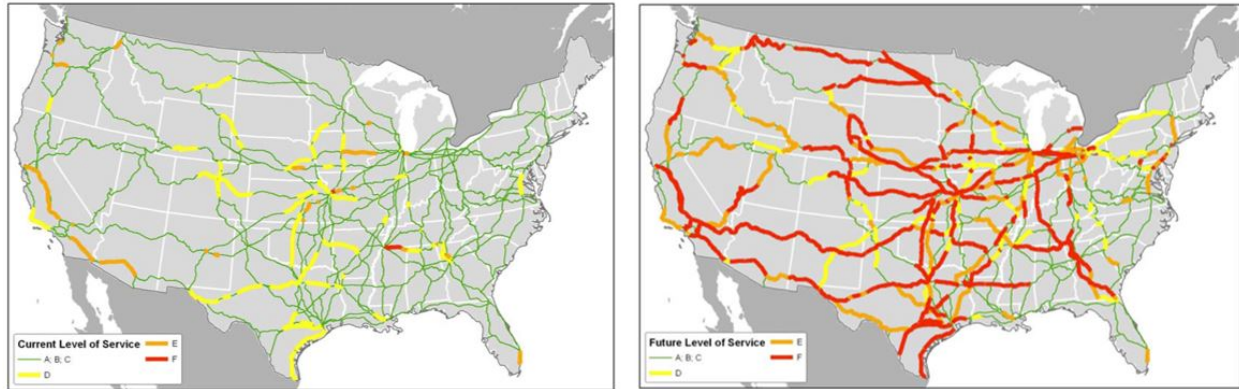 Current Level of Service
A; B; C
D
E
F
Future Level of Service
A; B; C
D
E
F